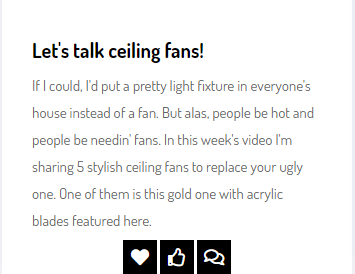 Let's talk ceiling fans!
If I could, I'd put a pretty light fixture in everyone's
house instead of a fan. But alas, people be hot and
people be needin' fans. In this week's video I'm
sharing 5 stylish ceiling fans to replace your ugly
one. One of them is this gold one with acrylic
blades featured here.